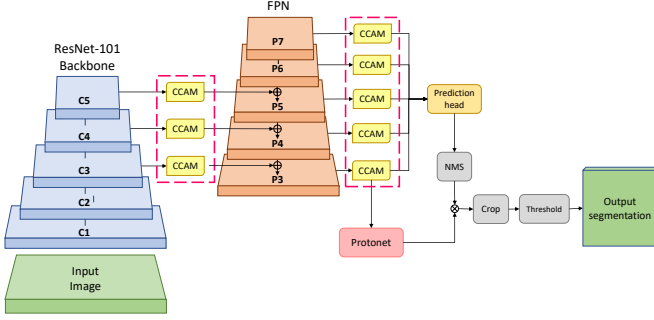 FPN
ResNet-101
Backbone
P7
P6
P5
P4
P3
C5
C4
C3
C2
C1
CCAM
CCAM
CCAM
CCAM
CCAM
CCAM
CCAM
CCAM
Prediction
head
NMS
Crop
Threshold
Output
segmentation
Protonet
Input
Image